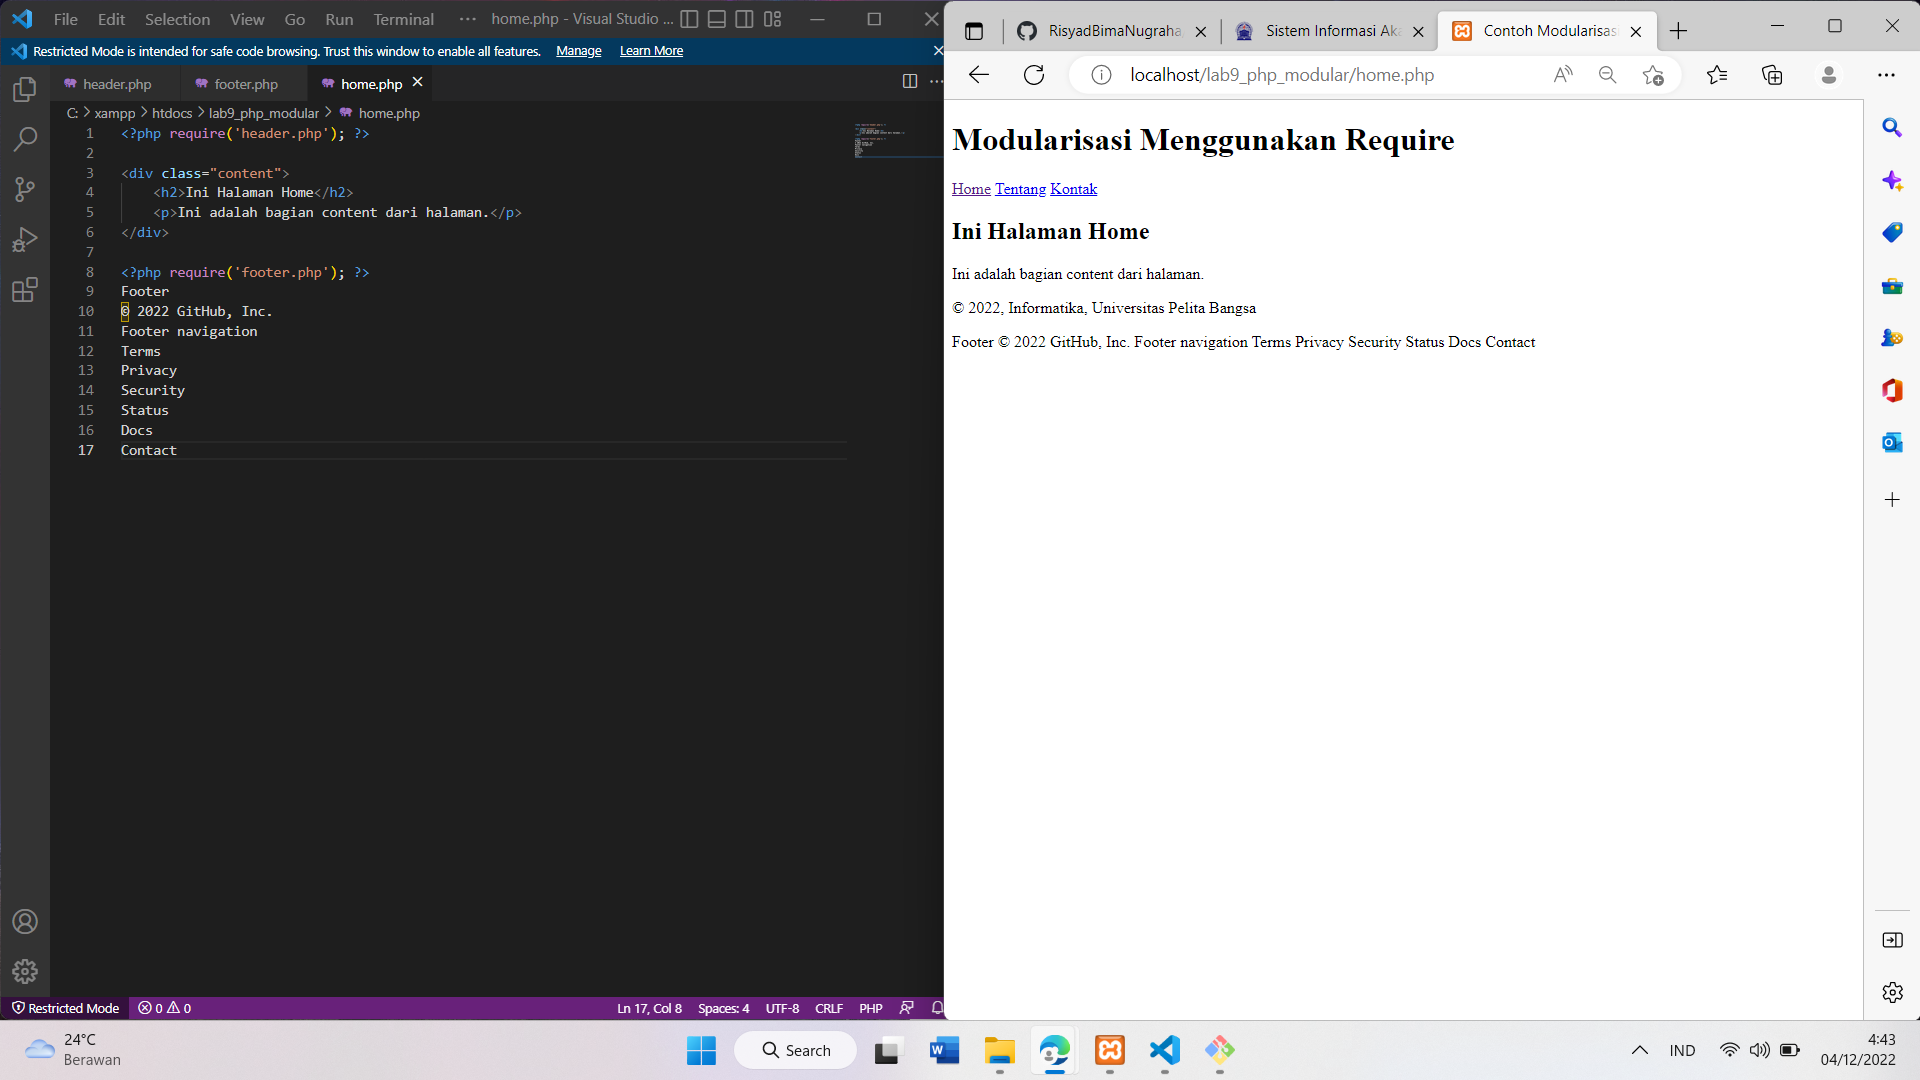 File Edit Selection View Go Run Terminal ··· home.php - Visual Studio ...
Restricted Mode is intended for safe code browsing. Trust this window to enable all features. Manage Learn More
header.php footer.php home.php
C: > xampp > htdocs > lab9_php_modular > home.php
1 <?php require('header.php'); ?>
2
3 <div class="content">
4 <h2>Ini Halaman Home</h2>
5 <p>Ini adalah bagian content dari halaman.</p>
6 </div>
7
8 <?php require('footer.php'); ?>
9 Footer
10 © 2022 GitHub, Inc.
11 Footer navigation
12 Terms
13 Privacy
14 Security
15 Status
16 Docs
17 Contact
Restricted Mode 0 0 Ln 17, Col 8 Spaces: 4 UTF-8 CRLF PHP
RisyadBimaNugraha Sistem Informasi Aka Contoh Modularisas
localhost/lab9_php_modular/home.php
Modularisasi Menggunakan Require
Home Tentang Kontak
Ini Halaman Home
Ini adalah bagian content dari halaman.
© 2022, Informatika, Universitas Pelita Bangsa
Footer © 2022 GitHub, Inc. Footer navigation Terms Privacy Security Status Docs Contact
24°C
Berawan
Search
IND
4:43
04/12/2022